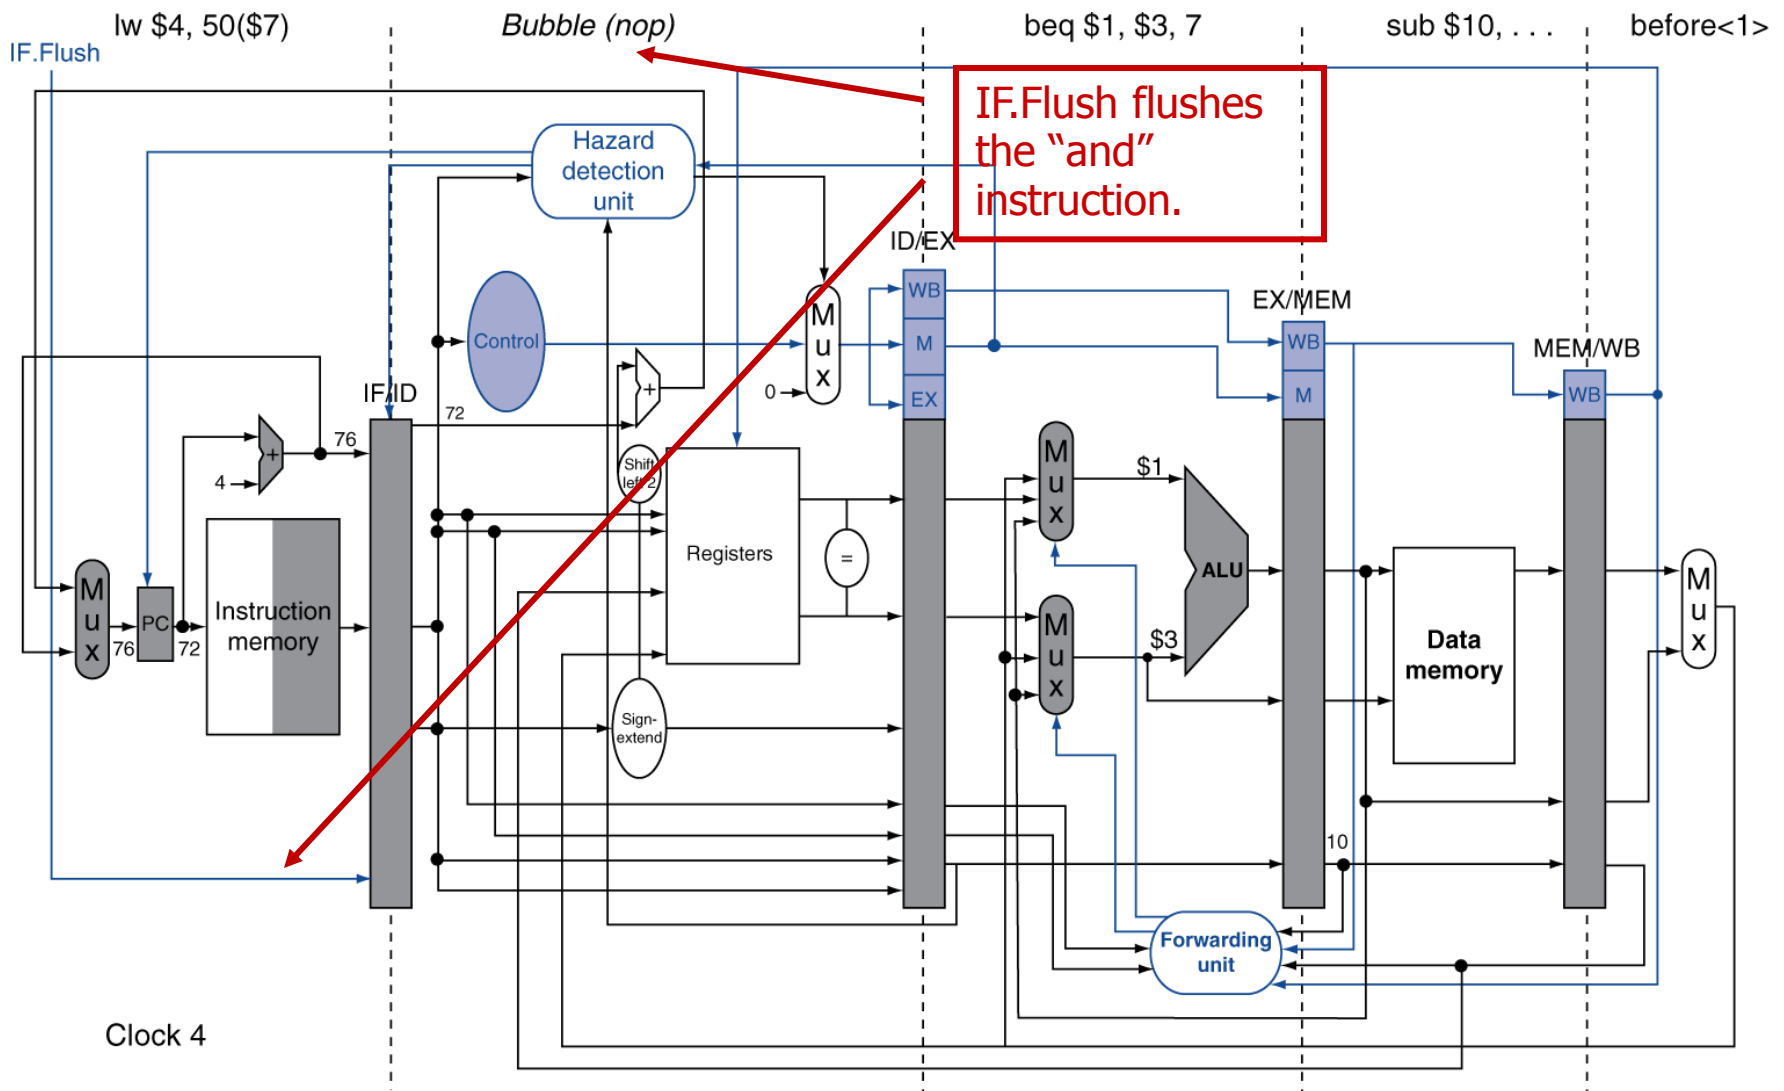 lw $4, 50($7)
Bubble (nop)
beq $1, $3, 7
sub $10, . . .
before<1>
IF.Flush
IF.Flush flushes
the “and”
instruction.
Hazard
detection
unit
ID/EX
WB
M
EX
EX/MEM
WB
M
MEM/WB
WB
Control
M
u
x
0
+
IF/ID
72
76
+
4
Shift
left 2
M
u
x
$1
M
u
x
PC
76
72
Instruction
memory
Registers
=
ALU
M
u
x
$3
Data
memory
M
u
x
Sign-
extend
10
Forwarding
unit
Clock 4